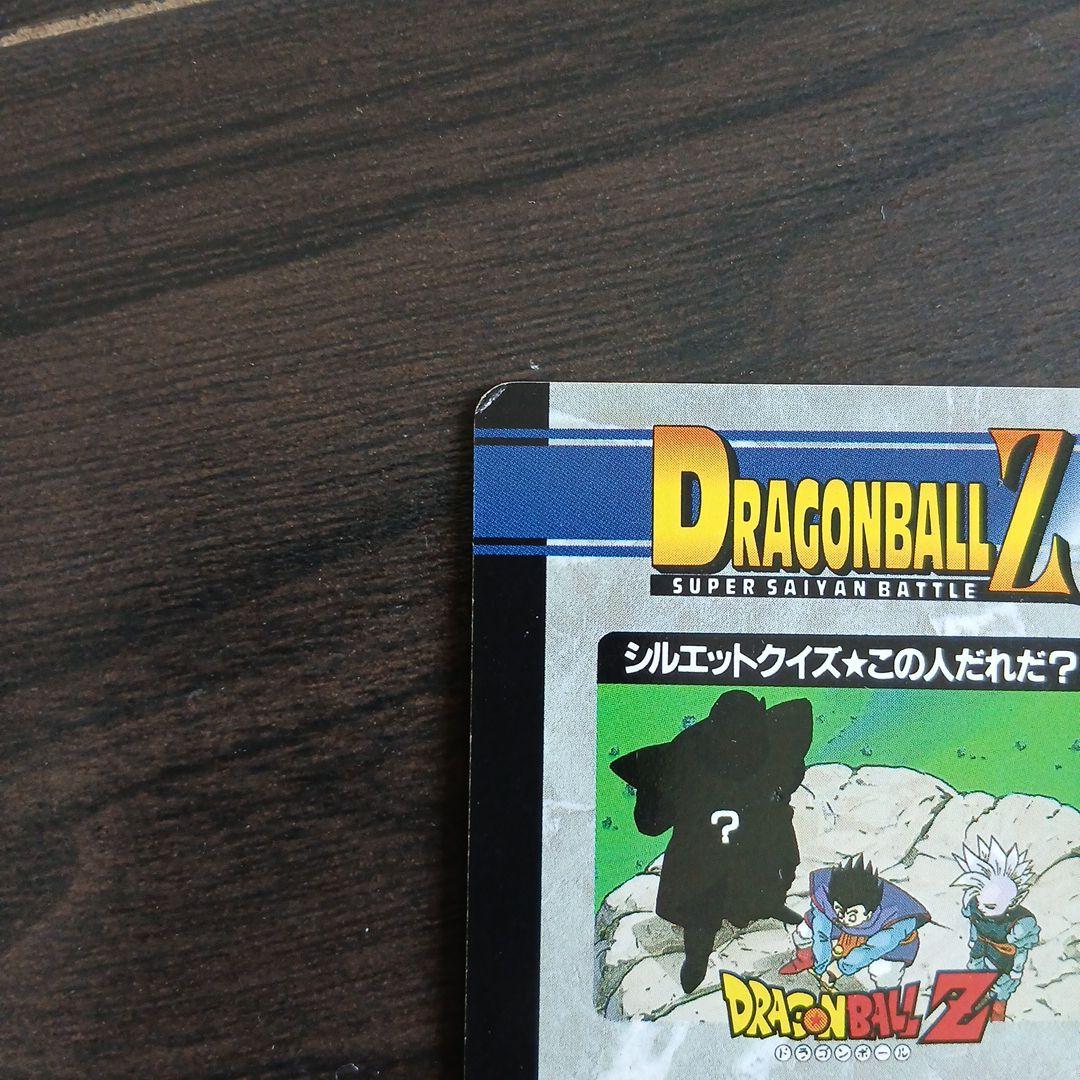 DRAGONBALL Z
SUPER SAIYAN BATTLE
シルエットクイズ★この人だれだ？
?
DRAGON BALL Z
ドラゴンボール